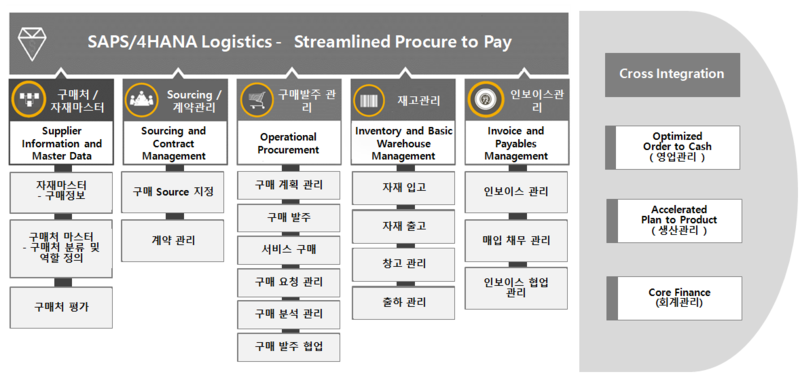 SAPS/4HANA Logistics - Streamlined Procure to Pay
구매처 /
자재마스터
Supplier
Information and
Master Data
자재마스터
- 구매정보
구매처 마스터
- 구매처 분류 및
역할 정의
구매처 평가
Sourcing /
계약관리
Sourcing and
Contract
Management
구매 Source 지정
계약 관리
구매발주 관
리
Operational
Procurement
구매 계획 관리
구매 발주
서비스 구매
구매 요청 관리
구매 분석 관리
구매 발주 협업
재고관리
Inventory and Basic
Warehouse
Management
자재 입고
자재 출고
창고 관리
출하 관리
인보이스관
리
Invoice and
Payables
Management
인보이스 관리
매입 채무 관리
인보이스 협업
관리
Cross Integration
Optimized
Order to Cash
( 영업관리 )
Accelerated
Plan to Product
( 생산관리 )
Core Finance
(회계관리)